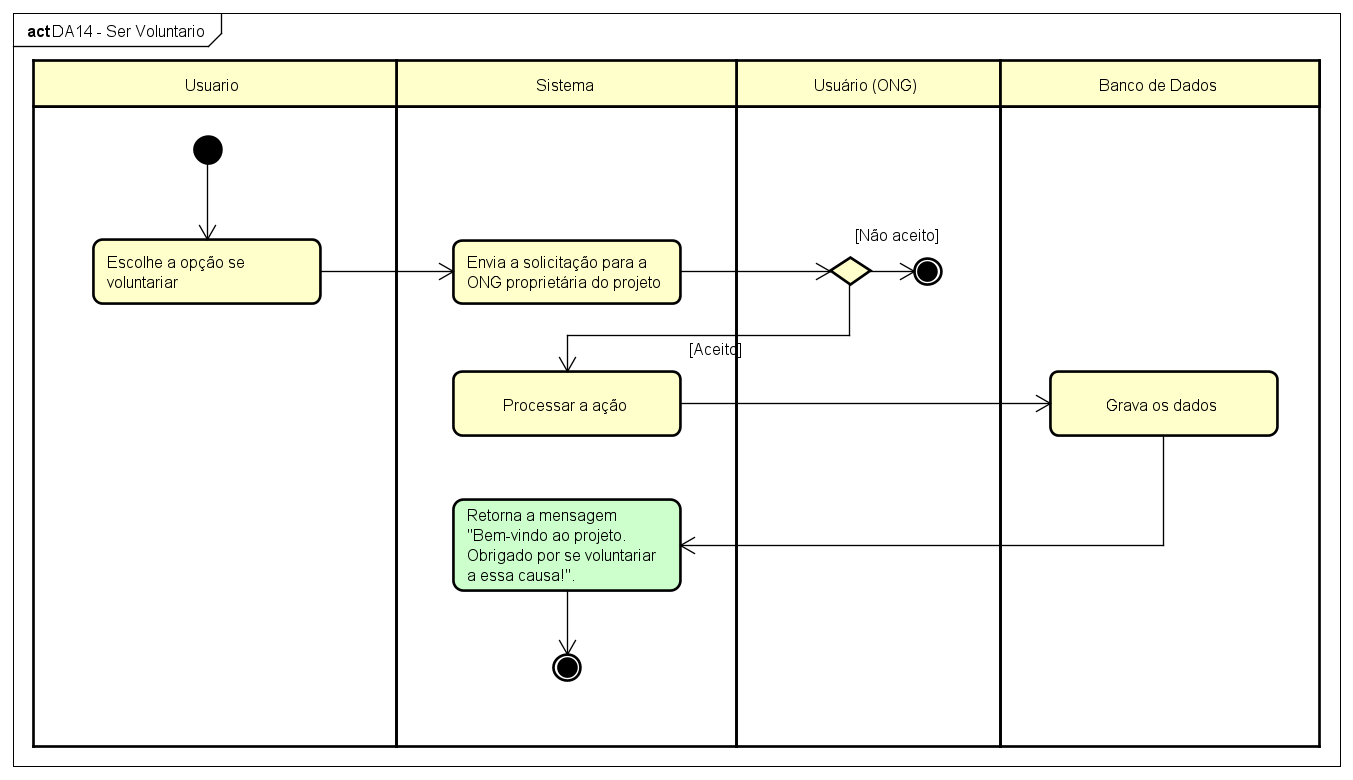 act DA14 - Ser Voluntario
Usuario
Sistema
Usuário (ONG)
Banco de Dados
[Não aceito]
Escolhe a opção se
voluntariar
Envia a solicitação para a
ONG proprietária do projeto
[Aceito]
Processar a ação
Grava os dados
Retorna a mensagem
"Bem-vindo ao projeto.
Obrigado por se voluntariar
a essa causa!".